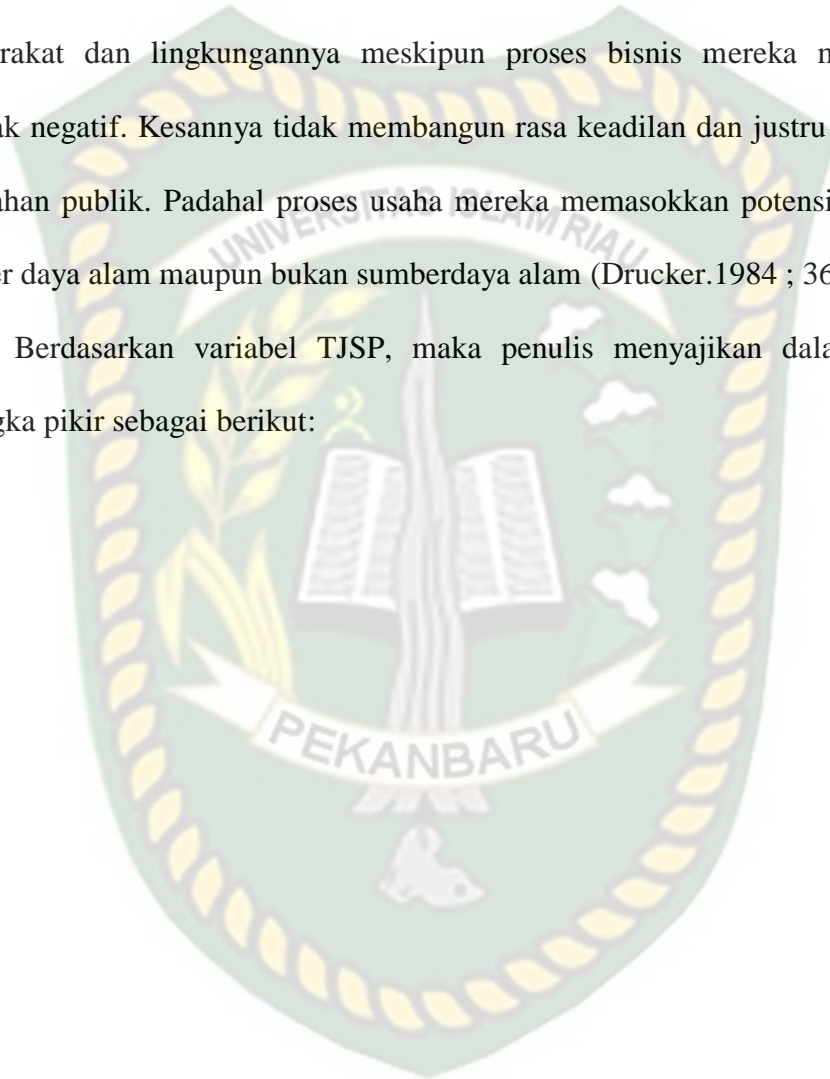 rakat dan lingkungannya meskipun proses bisnis mereka
ak negatif. Kesannya tidak membangun rasa keadilan dan justru
ahan publik. Padahal proses usaha mereka memasokkan potensi
er daya alam maupun bukan sumberdaya alam (Drucker.1984 ; 36
Berdasarkan variabel TJSP, maka penulis menyajikan dala
gka pikir sebagai berikut:
UNIVERSITAS ISLAM RIAU
PEKANBARU